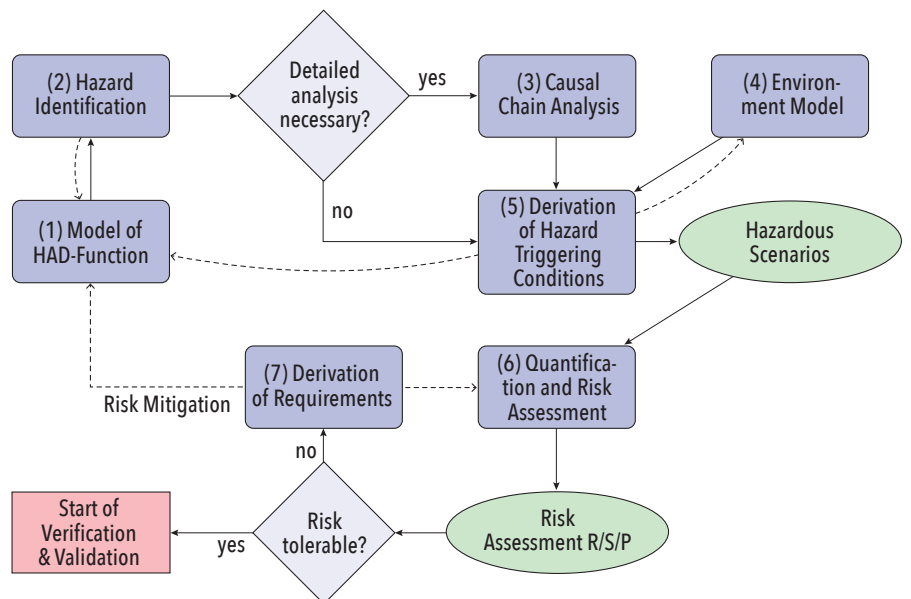 (2) Hazard
Identification
Detailed
analysis
necessary?
yes
(3) Causal
Chain Analysis
(4) Environ-
ment Model
no
(1) Model of
HAD-Function
(5) Derivation
of Hazard
Triggering
Conditions
Hazardous
Scenarios
(7) Derivation
of Requirements
Risk Mitigation
(6) Quantifica-
tion and Risk
Assessment
no
Start of
Verification
& Validation
yes
Risk
tolerable?
Risk
Assessment R/S/P